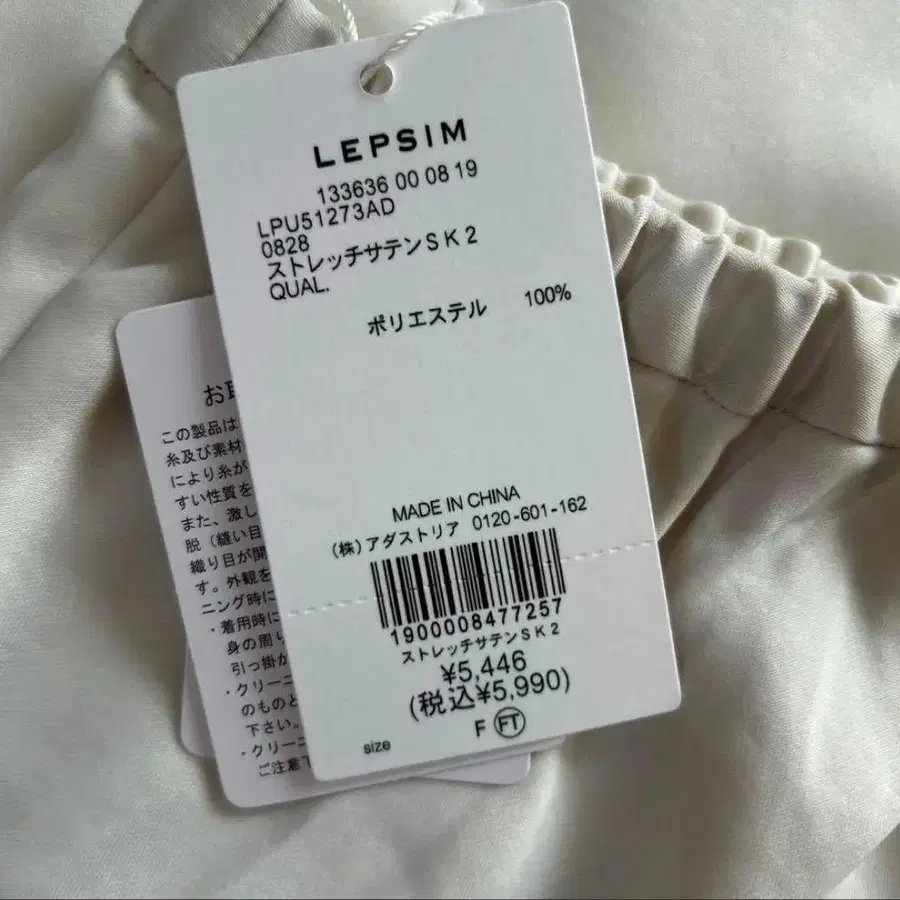 LEPSIM
133636 00 08 19
LPU51273AD
0828
ストレッチサテンSK2
QUAL.
ポリエステル 100%
MADE IN CHINA
(株)アダストリア 0120-601-162
1900008477257
ストレッチサテンSK2
¥5,446
(税込¥5,990)
size F FT
お取
この製品は
糸及び素材
により糸が
すい性質を
また、激し
脱(縫い目
織り目が開
す。外観を
ニング時に
・着用時に
身の周り
引っ掛か
・クリーニ
のものと
下さい。
・クリーニ
ご注意下